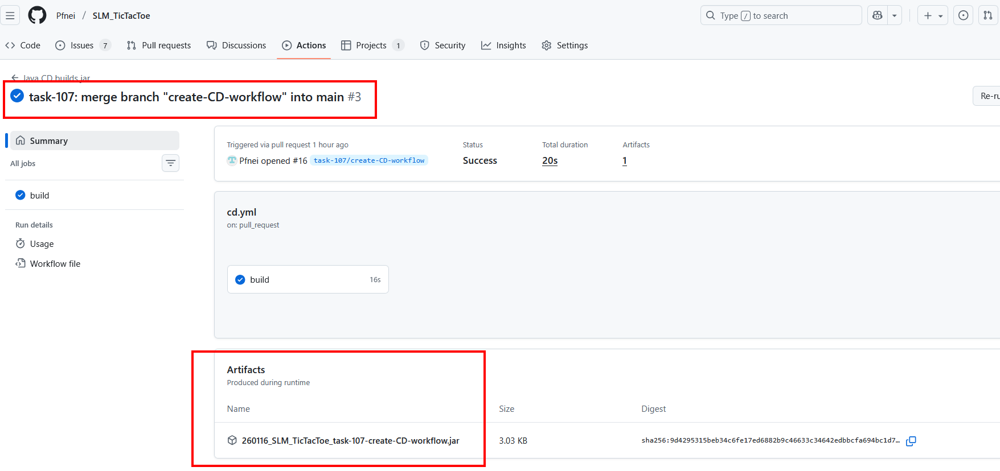 Pfnei / SLM_TicTacToe
Type / to search
Code
Issues 7
Pull requests
Discussions
Actions
Projects 1
Security
Insights
Settings
Java CD builds jar
task-107: merge branch "create-CD-workflow" into main #3
Re-ru
Summary
All jobs
build
Run details
Usage
Workflow file
Triggered via pull request 1 hour ago
Pfnei opened #16 task-107/create-CD-workflow
Status
Success
Total duration
20s
Artifacts
1
cd.yml
on: pull_request
build 16s
Artifacts
Produced during runtime
Name Size Digest
260116_SLM_TicTacToe_task-107-create-CD-workflow.jar 3.03 KB sha256:9d4295315beb34c6fe17ed6882b9c46633c34642edbbcfa694bc1d7…